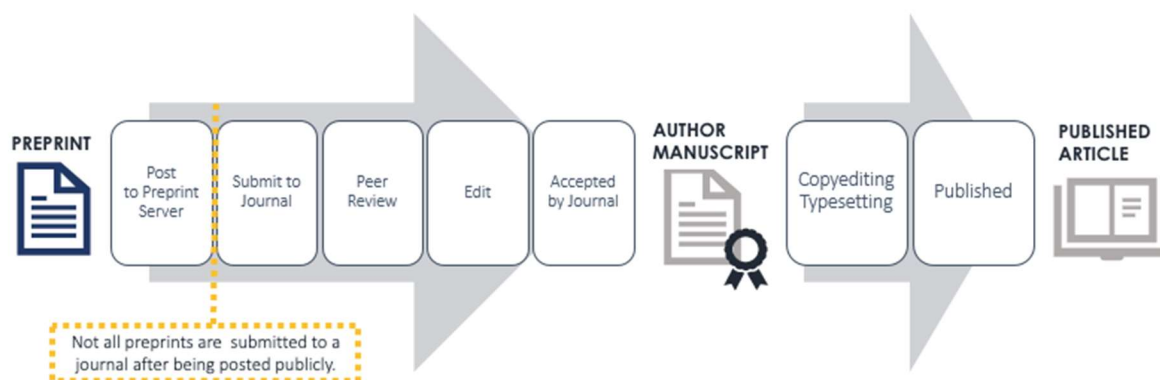 PREPRINT
Post
to Preprint
Server
Submit to
Journal
Peer
Review
Edit
Accepted
by Journal
AUTHOR
MANUSCRIPT
Copyediting
Typesetting
Published
PUBLISHED
ARTICLE
Not all preprints are submitted to a
journal after being posted publicly.